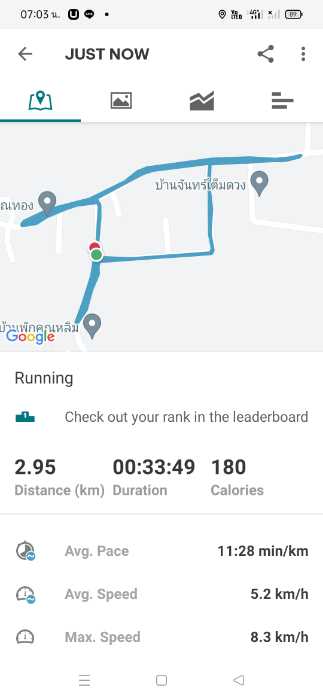 07:03 น.
JUST NOW
บ้านจันทร์เต็มดวง
ณทอง
บ้านพักคุณหลิม
Google
Running
Check out your rank in the leaderboard
2.95 00:33:49 180
Distance (km) Duration Calories
Avg. Pace 11:28 min/km
Avg. Speed 5.2 km/h
Max. Speed 8.3 km/h